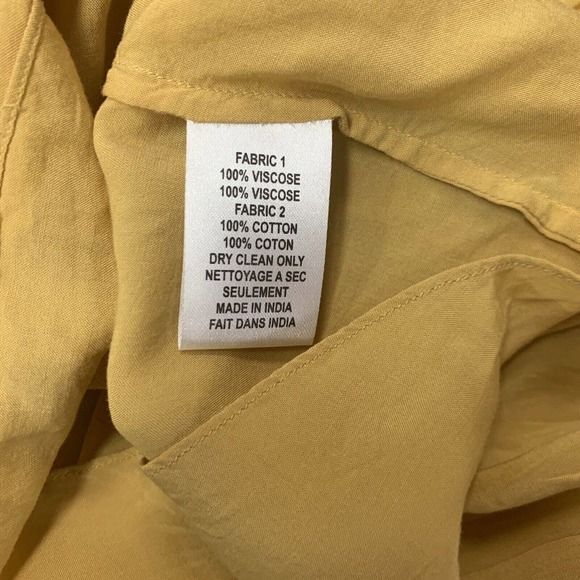 FABRIC 1
100% VISCOSE
100% VISCOSE
FABRIC 2
100% COTTON
100% COTON
DRY CLEAN ONLY
NETTOYAGE A SEC
SEULEMENT
MADE IN INDIA
FAIT DANS INDIA